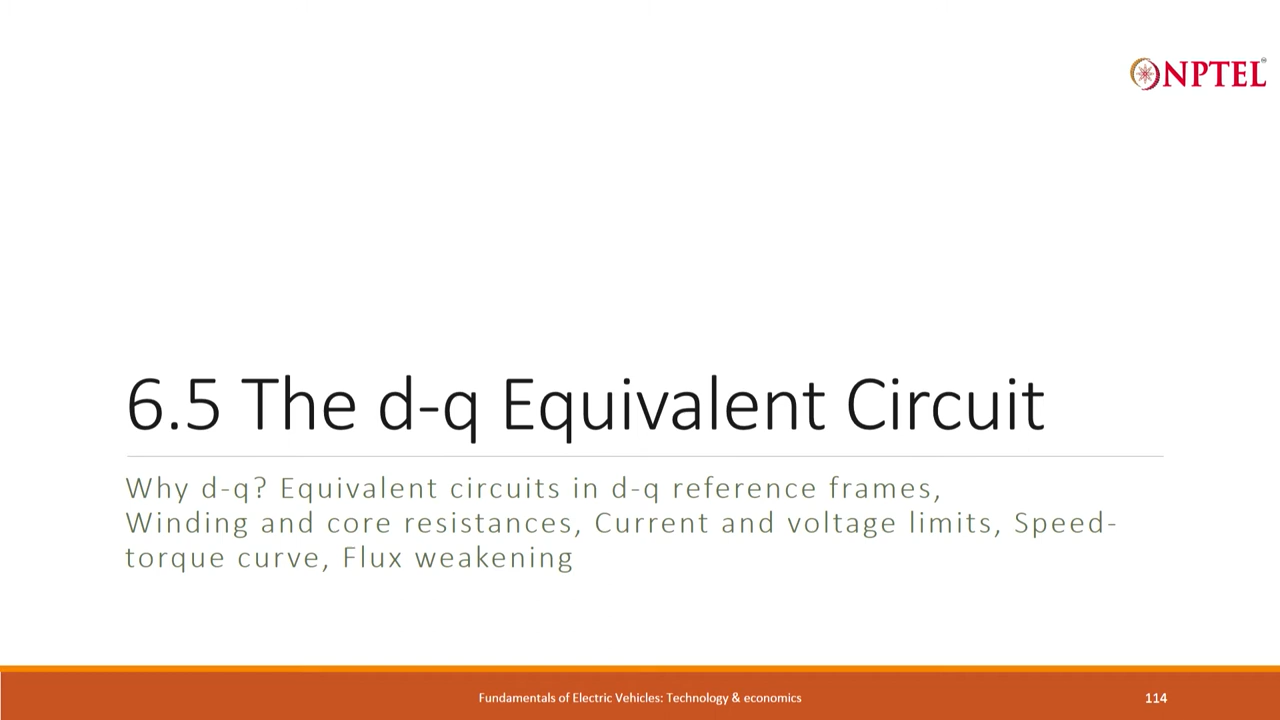 NPTEL
6.5 The d-q Equivalent Circuit
Why d-q? Equivalent circuits in d-q reference frames,
Winding and core resistances, Current and voltage limits, Speed-
torque curve, Flux weakening
Fundamentals of Electric Vehicles: Technology & economics
114